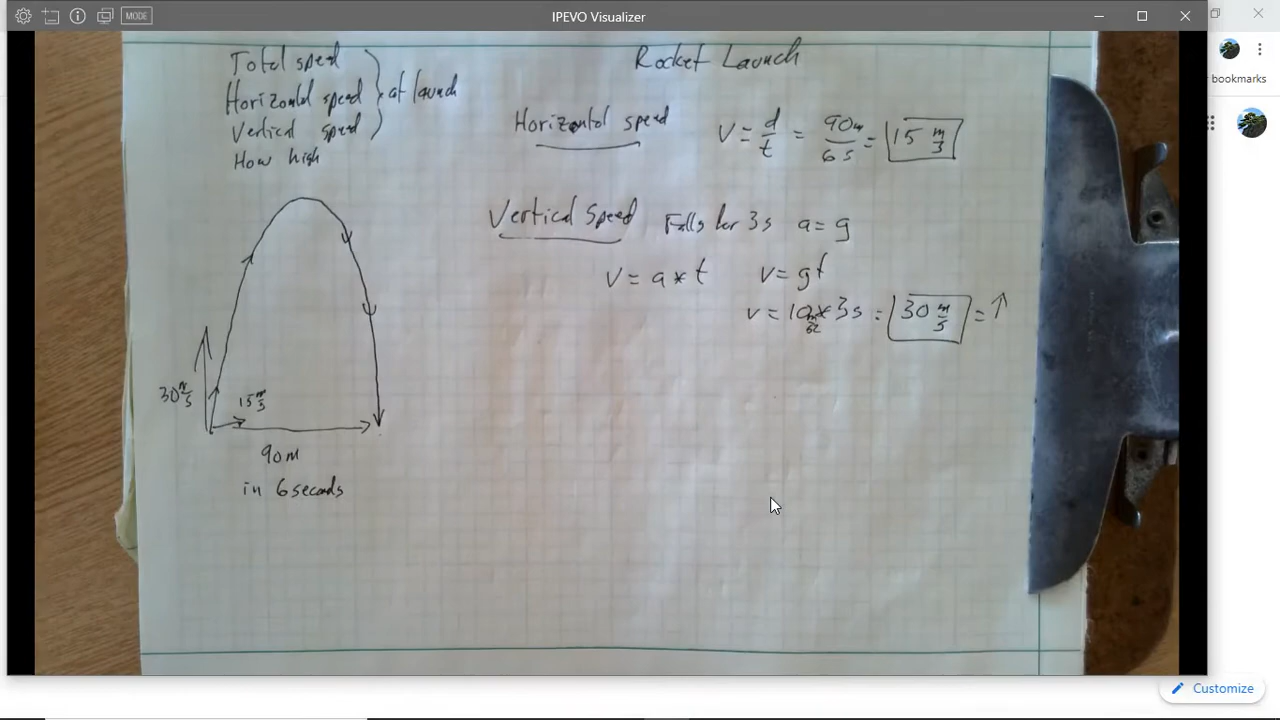 MODE
IPEVO Visualizer
bookmarks
Total speed
Horizontal speed
Vertical speed
} at launch
How high
Rocket Launch
Horizontal speed
v = d/t = 90m/6s = 15 m/s
Vertical Speed
Falls for 3s a = g
v = a * t v = gt
v = 10 m/s² * 3s = 30 m/s = ↑
30 m/s
15 m/s
90m
in 6 seconds
Customize